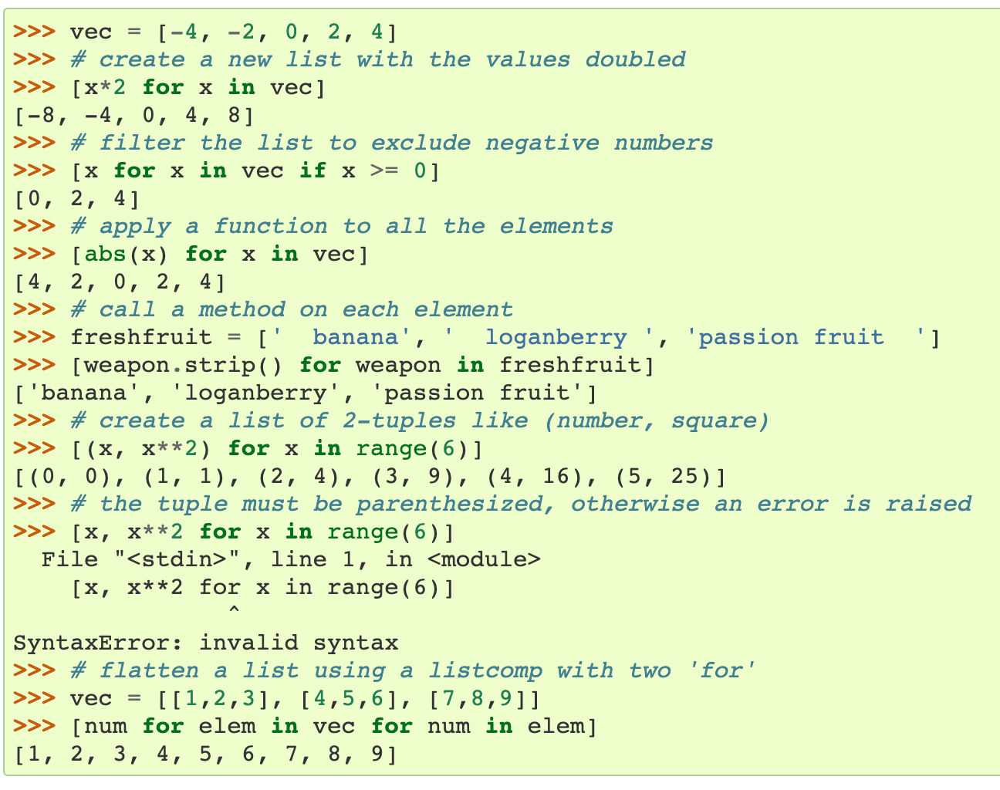 >>> vec = [-4, -2, 0, 2, 4]
>>> # create a new list with the values doubled
>>> [x*2 for x in vec]
[-8, -4, 0, 4, 8]
>>> # filter the list to exclude negative numbers
>>> [x for x in vec if x >= 0]
[0, 2, 4]
>>> # apply a function to all the elements
>>> [abs(x) for x in vec]
[4, 2, 0, 2, 4]
>>> # call a method on each element
>>> freshfruit = ['  banana', '  loganberry ', 'passion fruit  ']
>>> [weapon.strip() for weapon in freshfruit]
['banana', 'loganberry', 'passion fruit']
>>> # create a list of 2-tuples like (number, square)
>>> [(x, x**2) for x in range(6)]
[(0, 0), (1, 1), (2, 4), (3, 9), (4, 16), (5, 25)]
>>> # the tuple must be parenthesized, otherwise an error is raised
>>> [x, x**2 for x in range(6)]
  File "<stdin>", line 1, in <module>
    [x, x**2 for x in range(6)]
               ^
SyntaxError: invalid syntax
>>> # flatten a list using a listcomp with two 'for'
>>> vec = [[1,2,3], [4,5,6], [7,8,9]]
>>> [num for elem in vec for num in elem]
[1, 2, 3, 4, 5, 6, 7, 8, 9]